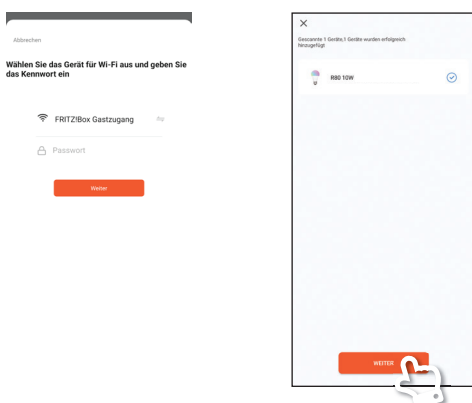 Abbrechen
Wählen Sie das Gerät für Wi-Fi aus und geben Sie
das Kennwort ein
FRITZ!Box Gastzugang
Passwort
Weiter
Gescannte 1 Geräte,1 Geräte wurden erfolgreich
hinzugefügt
R80 10W
WEITER